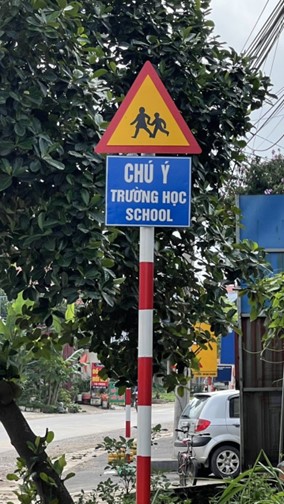 CHÚ Ý
TRƯỜNG HỌC
SCHOOL